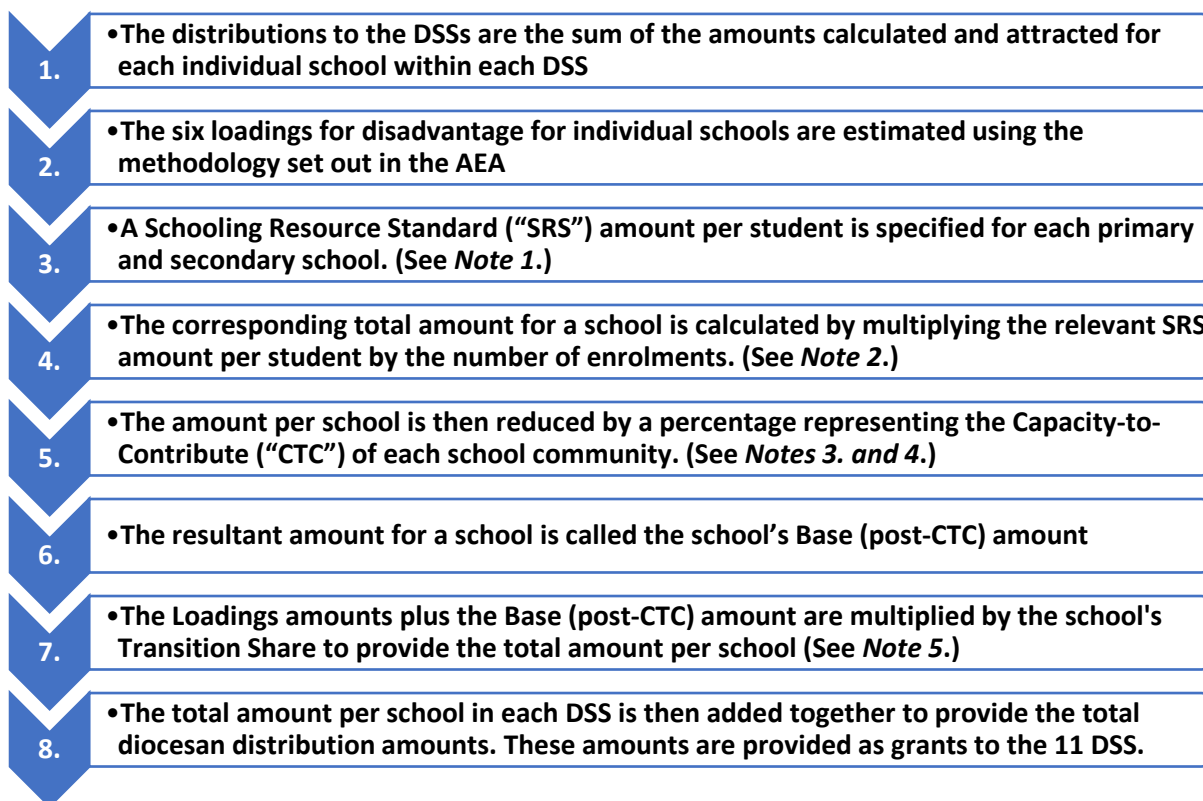 •The distributions to the DSSs are the sum of the amounts calculated and attracted for
1. each individual school within each DSS
•The six loadings for disadvantage for individual schools are estimated using the
2. methodology set out in the AEA
•A Schooling Resource Standard (“SRS”) amount per student is specified for each primary
3. and secondary school. (See Note 1.)
•The corresponding total amount for a school is calculated by multiplying the relevant SRS
4. amount per student by the number of enrolments. (See Note 2.)
•The amount per school is then reduced by a percentage representing the Capacity-to-
5. Contribute (“CTC”) of each school community. (See Notes 3. and 4.)
6. •The resultant amount for a school is called the school’s Base (post-CTC) amount
•The Loadings amounts plus the Base (post-CTC) amount are multiplied by the school's
7. Transition Share to provide the total amount per school (See Note 5.)
•The total amount per school in each DSS is then added together to provide the total
8. diocesan distribution amounts. These amounts are provided as grants to the 11 DSS.